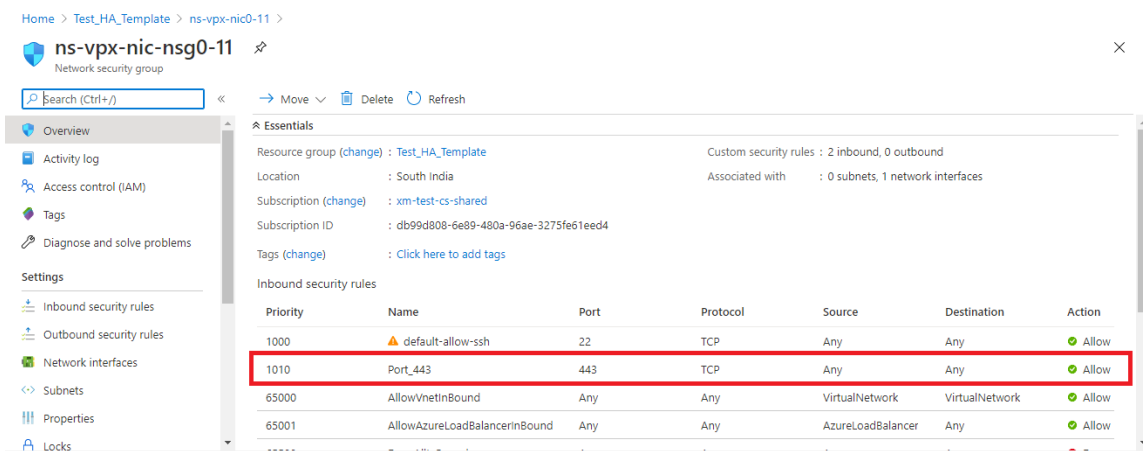 Home > Test_HA_Template > ns-vpx-nic0-11 >
ns-vpx-nic-nsg0-11
Network security group
Search (Ctrl+/)
«
Move
Delete
Refresh
Overview
Activity log
Access control (IAM)
Tags
Diagnose and solve problems
Settings
Inbound security rules
Outbound security rules
Network interfaces
Subnets
Properties
Locks
Essentials
Resource group (change) : Test_HA_Template
Location : South India
Subscription (change) : xm-test-cs-shared
Subscription ID : db99d808-6e89-480a-96ae-3275fe61eed4
Tags (change) : Click here to add tags
Custom security rules : 2 inbound, 0 outbound
Associated with : 0 subnets, 1 network interfaces
Inbound security rules
Priority Name Port Protocol Source Destination Action
1000 default-allow-ssh 22 TCP Any Any Allow
1010 Port_443 443 TCP Any Any Allow
65000 AllowVnetInBound Any Any VirtualNetwork VirtualNetwork Allow
65001 AllowAzureLoadBalancerInBound Any Any AzureLoadBalancer Any Allow